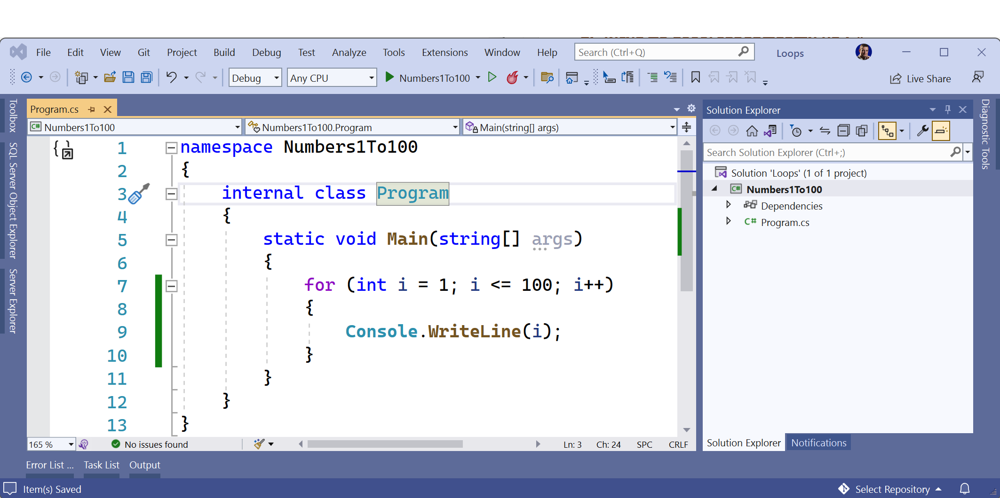 File Edit View Git Project Build Debug Test Analyze Tools Extensions Window Help Search (Ctrl+Q) Loops
Debug Any CPU Numbers1To100 Live Share
Toolbox
SQL Server Object Explorer
Server Explorer
Program.cs
Numbers1To100 Numbers1To100.Program Main(string[] args)
1 namespace Numbers1To100
2 {
3 internal class Program
4 {
5 static void Main(string[] args)
6 {
7 for (int i = 1; i <= 100; i++)
8 {
9 Console.WriteLine(i);
10 }
11 }
12 }
13 }
165 % No issues found Ln: 3 Ch: 24 SPC CRLF
Solution Explorer
Search Solution Explorer (Ctrl+;)
Solution 'Loops' (1 of 1 project)
C# Numbers1To100
Dependencies
C# Program.cs
Solution Explorer Notifications
Diagnostic Tools
Error List ... Task List Output
Item(s) Saved Select Repository